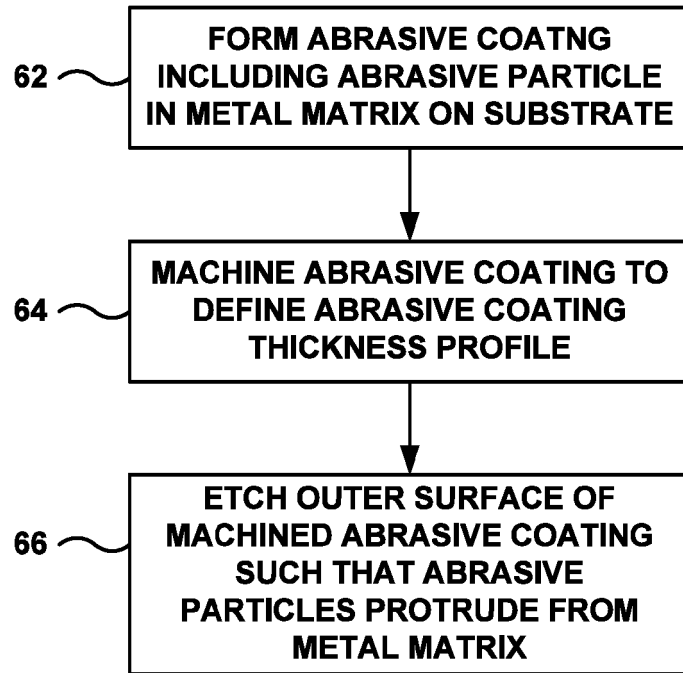 62
FORM ABRASIVE COATNG
INCLUDING ABRASIVE PARTICLE
IN METAL MATRIX ON SUBSTRATE
64
MACHINE ABRASIVE COATING TO
DEFINE ABRASIVE COATING
THICKNESS PROFILE
66
ETCH OUTER SURFACE OF
MACHINED ABRASIVE COATING
SUCH THAT ABRASIVE
PARTICLES PROTRUDE FROM
METAL MATRIX